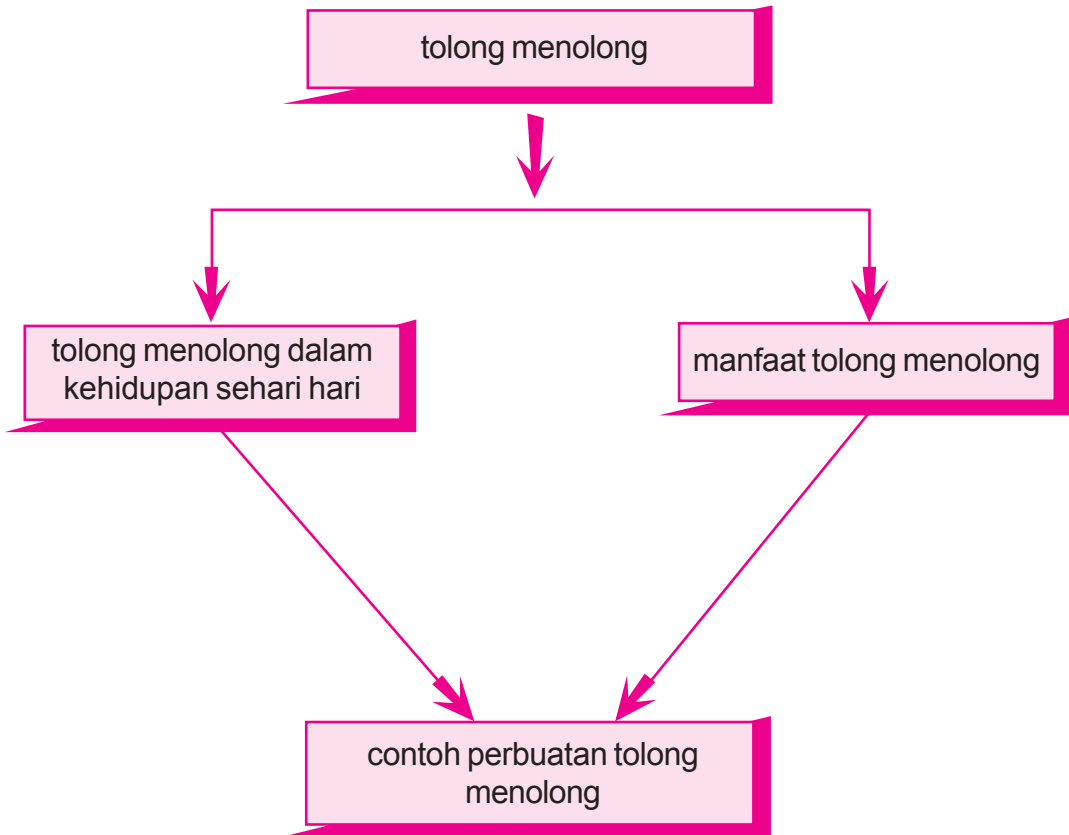 tolong menolong
tolong menolong dalam
kehidupan sehari hari
manfaat tolong menolong
contoh perbuatan tolong
menolong